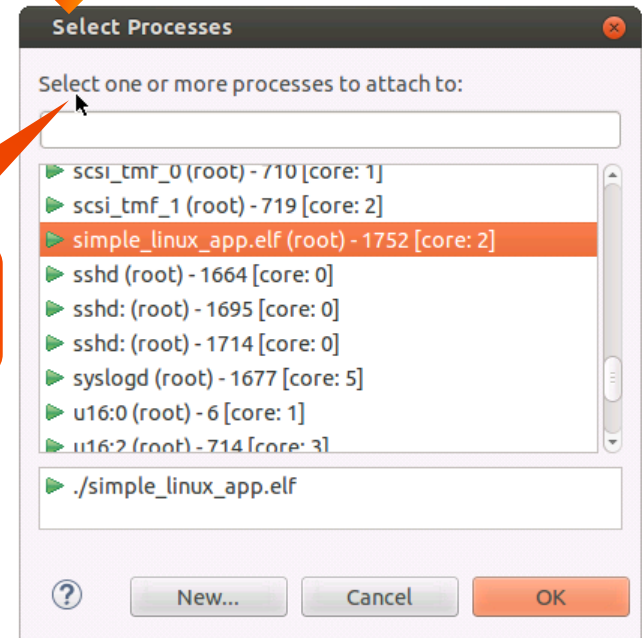 Select Processes
Select one or more processes to attach to:
scsi_tmf_0 (root) - 710 [core: 1]
scsi_tmf_1 (root) - 719 [core: 2]
simple_linux_app.elf (root) - 1752 [core: 2]
sshd (root) - 1664 [core: 0]
sshd: (root) - 1695 [core: 0]
sshd: (root) - 1714 [core: 0]
syslogd (root) - 1677 [core: 5]
u16:0 (root) - 6 [core: 1]
u16:2 (root) - 714 [core: 3]
./simple_linux_app.elf
? New... Cancel OK